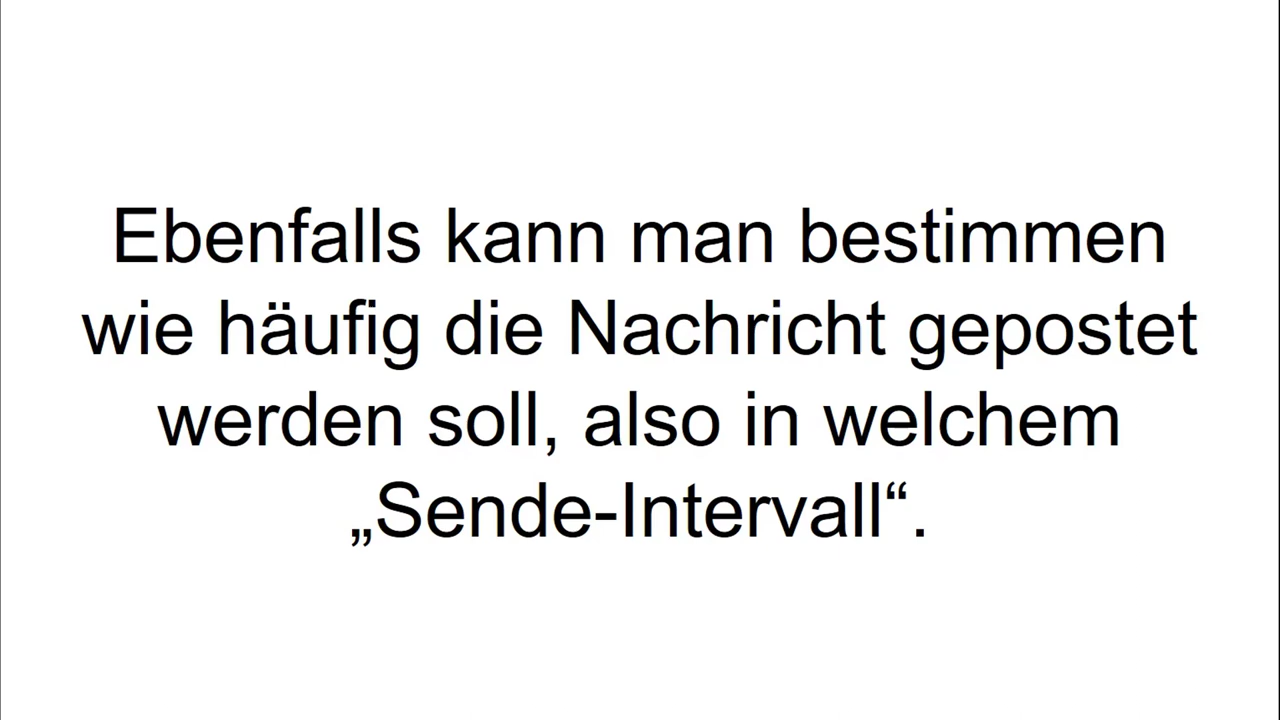 Ebenfalls kann man bestimmen
wie häufig die Nachricht gepostet
werden soll, also in welchem
„Sende-Intervall“.